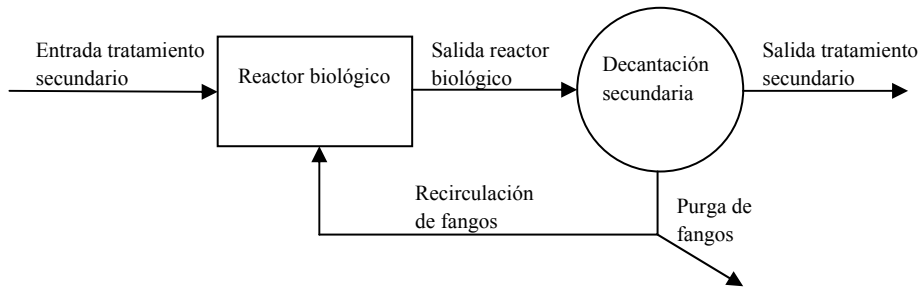 Entrada tratamiento
secundario
Reactor biológico
Salida reactor
biológico
Decantación
secundaria
Salida tratamiento
secundario
Recirculación
de fangos
Purga de
fangos